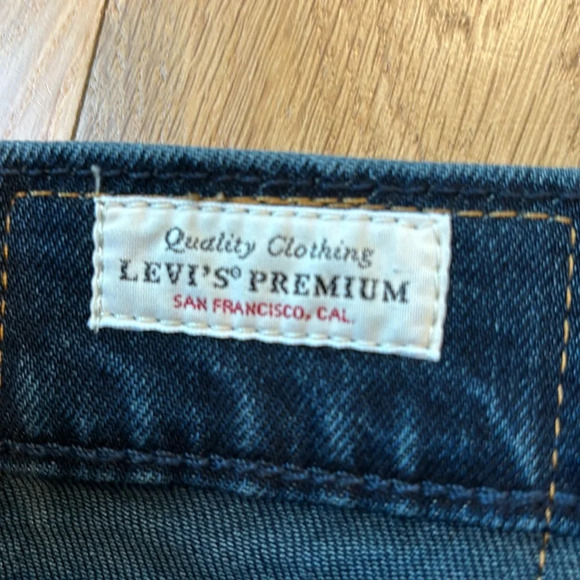 Quality Clothing
LEVI'S® PREMIUM
SAN FRANCISCO, CAL.